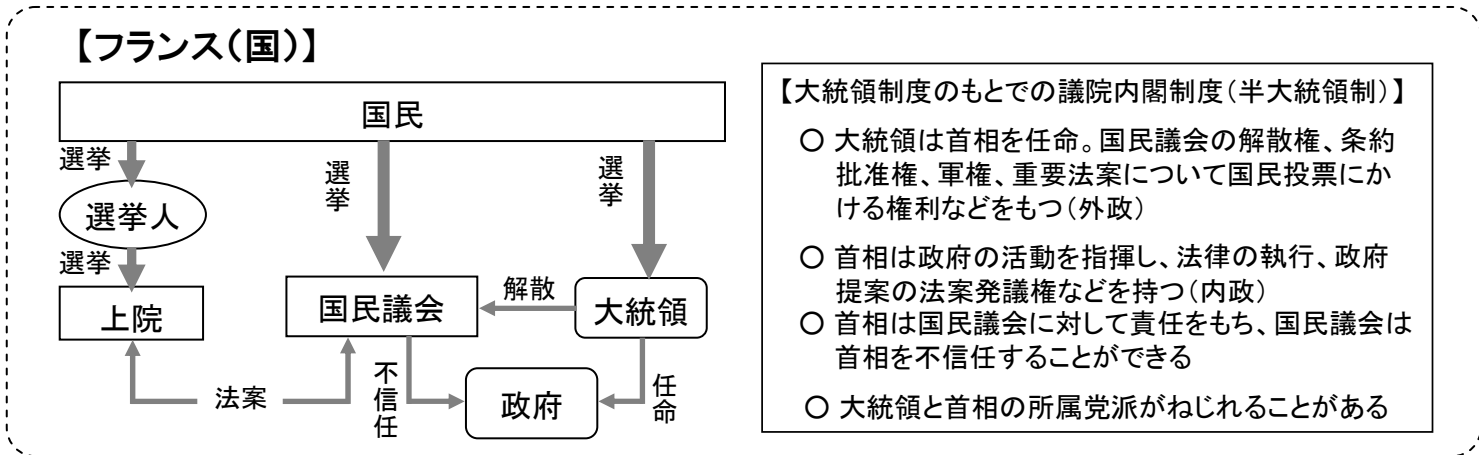 【フランス（国）】
国民
選挙
選挙
選挙
選挙人
選挙
上院
国民議会
解散
大統領
法案
不信任
政府
任命
【大統領制度のもとでの議院内閣制度（半大統領制）】
○ 大統領は首相を任命。国民議会の解散権、条約
批准権、軍権、重要法案について国民投票にか
ける権利などをもつ（外政）
○ 首相は政府の活動を指揮し、法律の執行、政府
提案の法案発議権などを持つ（内政）
○ 首相は国民議会に対して責任をもち、国民議会は
首相を不信任することができる
○ 大統領と首相の所属党派がねじれることがある